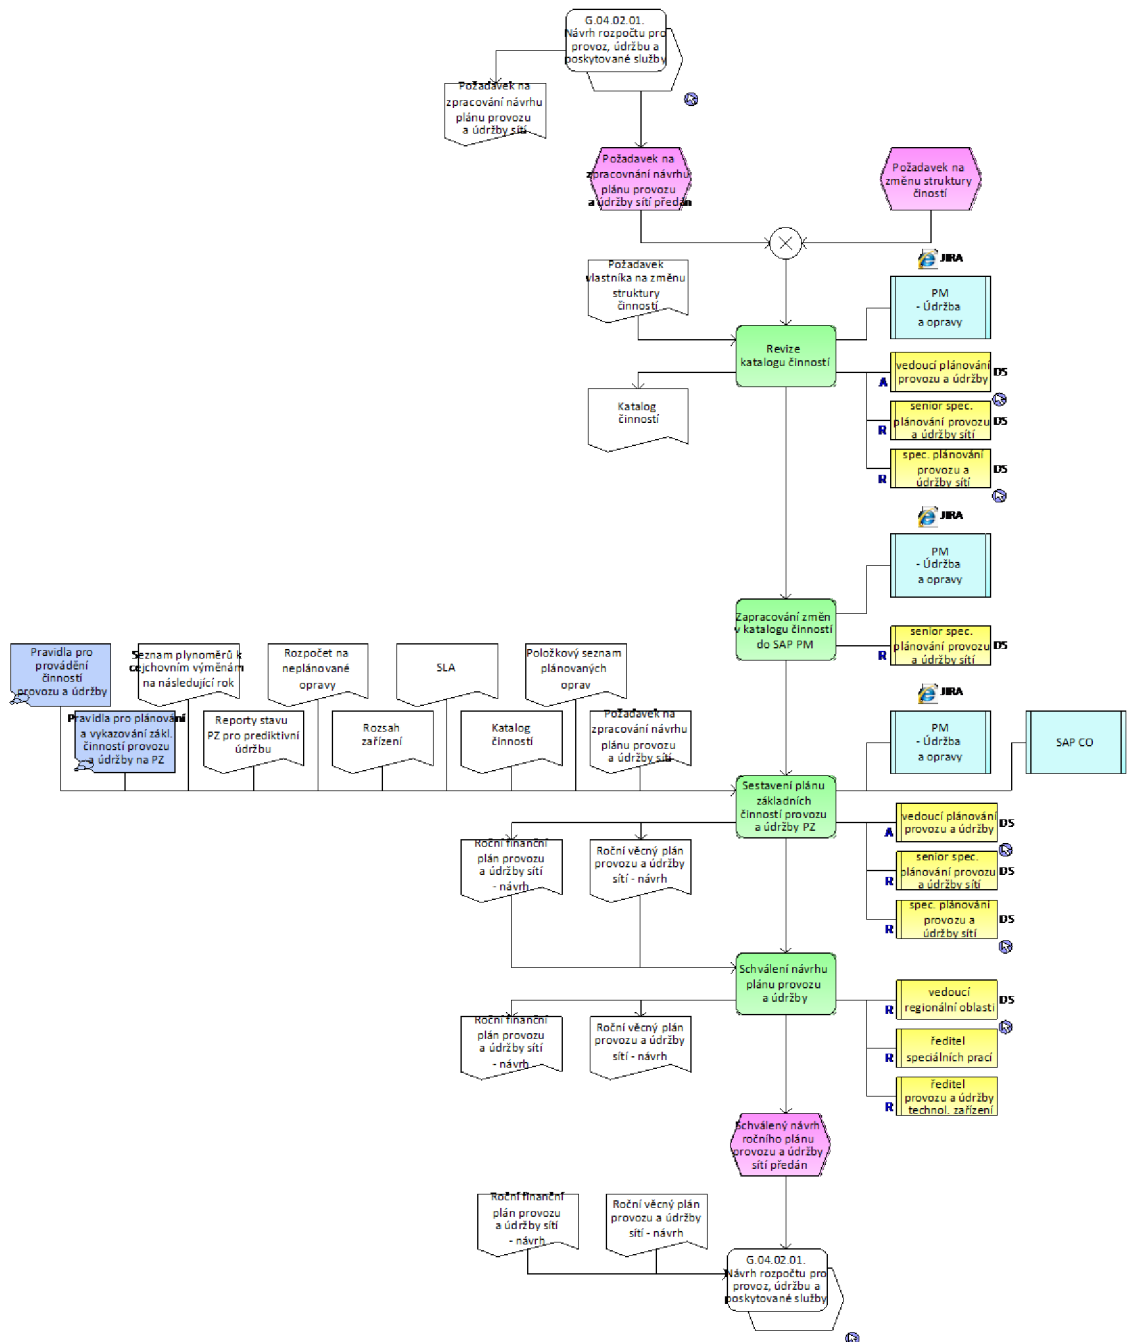 G.04.02.01.
Návrh rozpočtu pro
provoz, údržbu a
poskytované služby
Požadavek na
zpracování návrhu
plánu provozu
a údržby sítí
Požadavek na
zpracovnání návrhu
plánu provozu
a údržby sítí předán
Požadavek na
změnu struktury
čiností
Požadavek
vlastníka na změnu
struktury
činností
JIRA
PM
- Údržba
a opravy
Revize
katalogu činností
Katalog
činností
vedoucí plánování
provozu a údržby
DS
A
senior spec.
plánování provozu
a údržby sítí
DS
R
spec. plánování
provozu a
údržby sítí
DS
R
JIRA
PM
- Údržba
a opravy
Zapracování změn
v katalogu činností
do SAP PM
senior spec.
plánování provozu
a údržby sítí
DS
R
Pravidla pro
provádění
činností
provozu a údržby
Seznam plynoměrů k
cejchovním výměnám
na následující rok
Rozpočet na
neplánované
opravy
SLA
Položkový seznam
plánovaných
oprav
JIRA
Pravidla pro plánování
a vykazování zákl.
činností provozu
a údržby na PZ
Reporty stavu
PZ pro prediktivní
údržbu
Rozsah
zařízení
Katalog
činností
Požadavek na
zpracování návrhu
plánu provozu
a údržby sítí
PM
- Údržba
a opravy
SAP CO
Sestavení plánu
základních
činností provozu
a údržby PZ
vedoucí plánování
provozu a údržby
DS
A
Roční finanční
plán provozu
a údržby sítí
- návrh
Roční věcný plán
provozu a údržby
sítí - návrh
senior spec.
plánování provozu
a údržby sítí
DS
R
spec. plánování
provozu a
údržby sítí
DS
R
Schválení návrhu
plánu provozu
a údržby
vedoucí
regionální oblasti
DS
R
Roční finanční
plán provozu
a údržby sítí
- návrh
Roční věcný plán
provozu a údržby
sítí - návrh
ředitel
speciálních prací
R
ředitel
provozu a údržby
technol. zařízení
R
Schválený návrh
ročního plánu
provozu a údržby
sítí předán
Roční finanční
plán provozu
a údržby sítí
- návrh
Roční věcný plán
provozu a údržby
sítí - návrh
G.04.02.01.
Návrh rozpočtu pro
provoz, údržbu a
poskytované služby